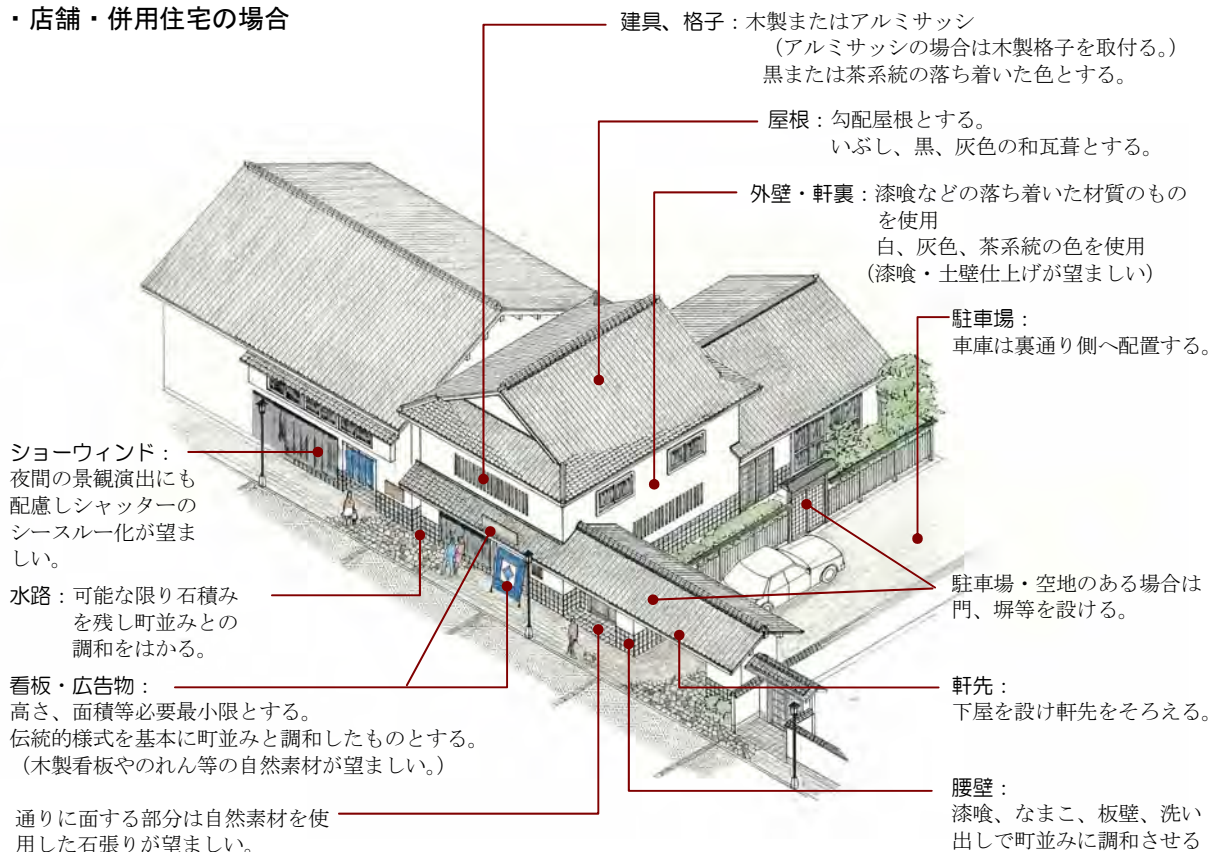 ・店舗・併用住宅の場合
建具、格子：木製またはアルミサッシ
（アルミサッシの場合は木製格子を取付る。）
黒または茶系統の落ち着いた色とする。
屋根：勾配屋根とする。
いぶし、黒、灰色の和瓦葺とする。
外壁・軒裏：漆喰などの落ち着いた材質のもの
を使用
白、灰色、茶系統の色を使用
（漆喰・土壁仕上げが望ましい）
駐車場：
車庫は裏通り側へ配置する。
ショーウィンド：
夜間の景観演出にも
配慮しシャッターの
シースルー化が望ま
しい。
水路：可能な限り石積み
を残し町並みとの
調和をはかる。
駐車場・空地のある場合は
門、塀等を設ける。
看板・広告物：
高さ、面積等必要最小限とする。
伝統的様式を基本に町並みと調和したものとする。
（木製看板やのれん等の自然素材が望ましい。）
軒先：
下屋を設け軒先をそろえる。
通りに面する部分は自然素材を使
用した石張りが望ましい。
腰壁：
漆喰、なまこ、板壁、洗い
出しで町並みに調和させる